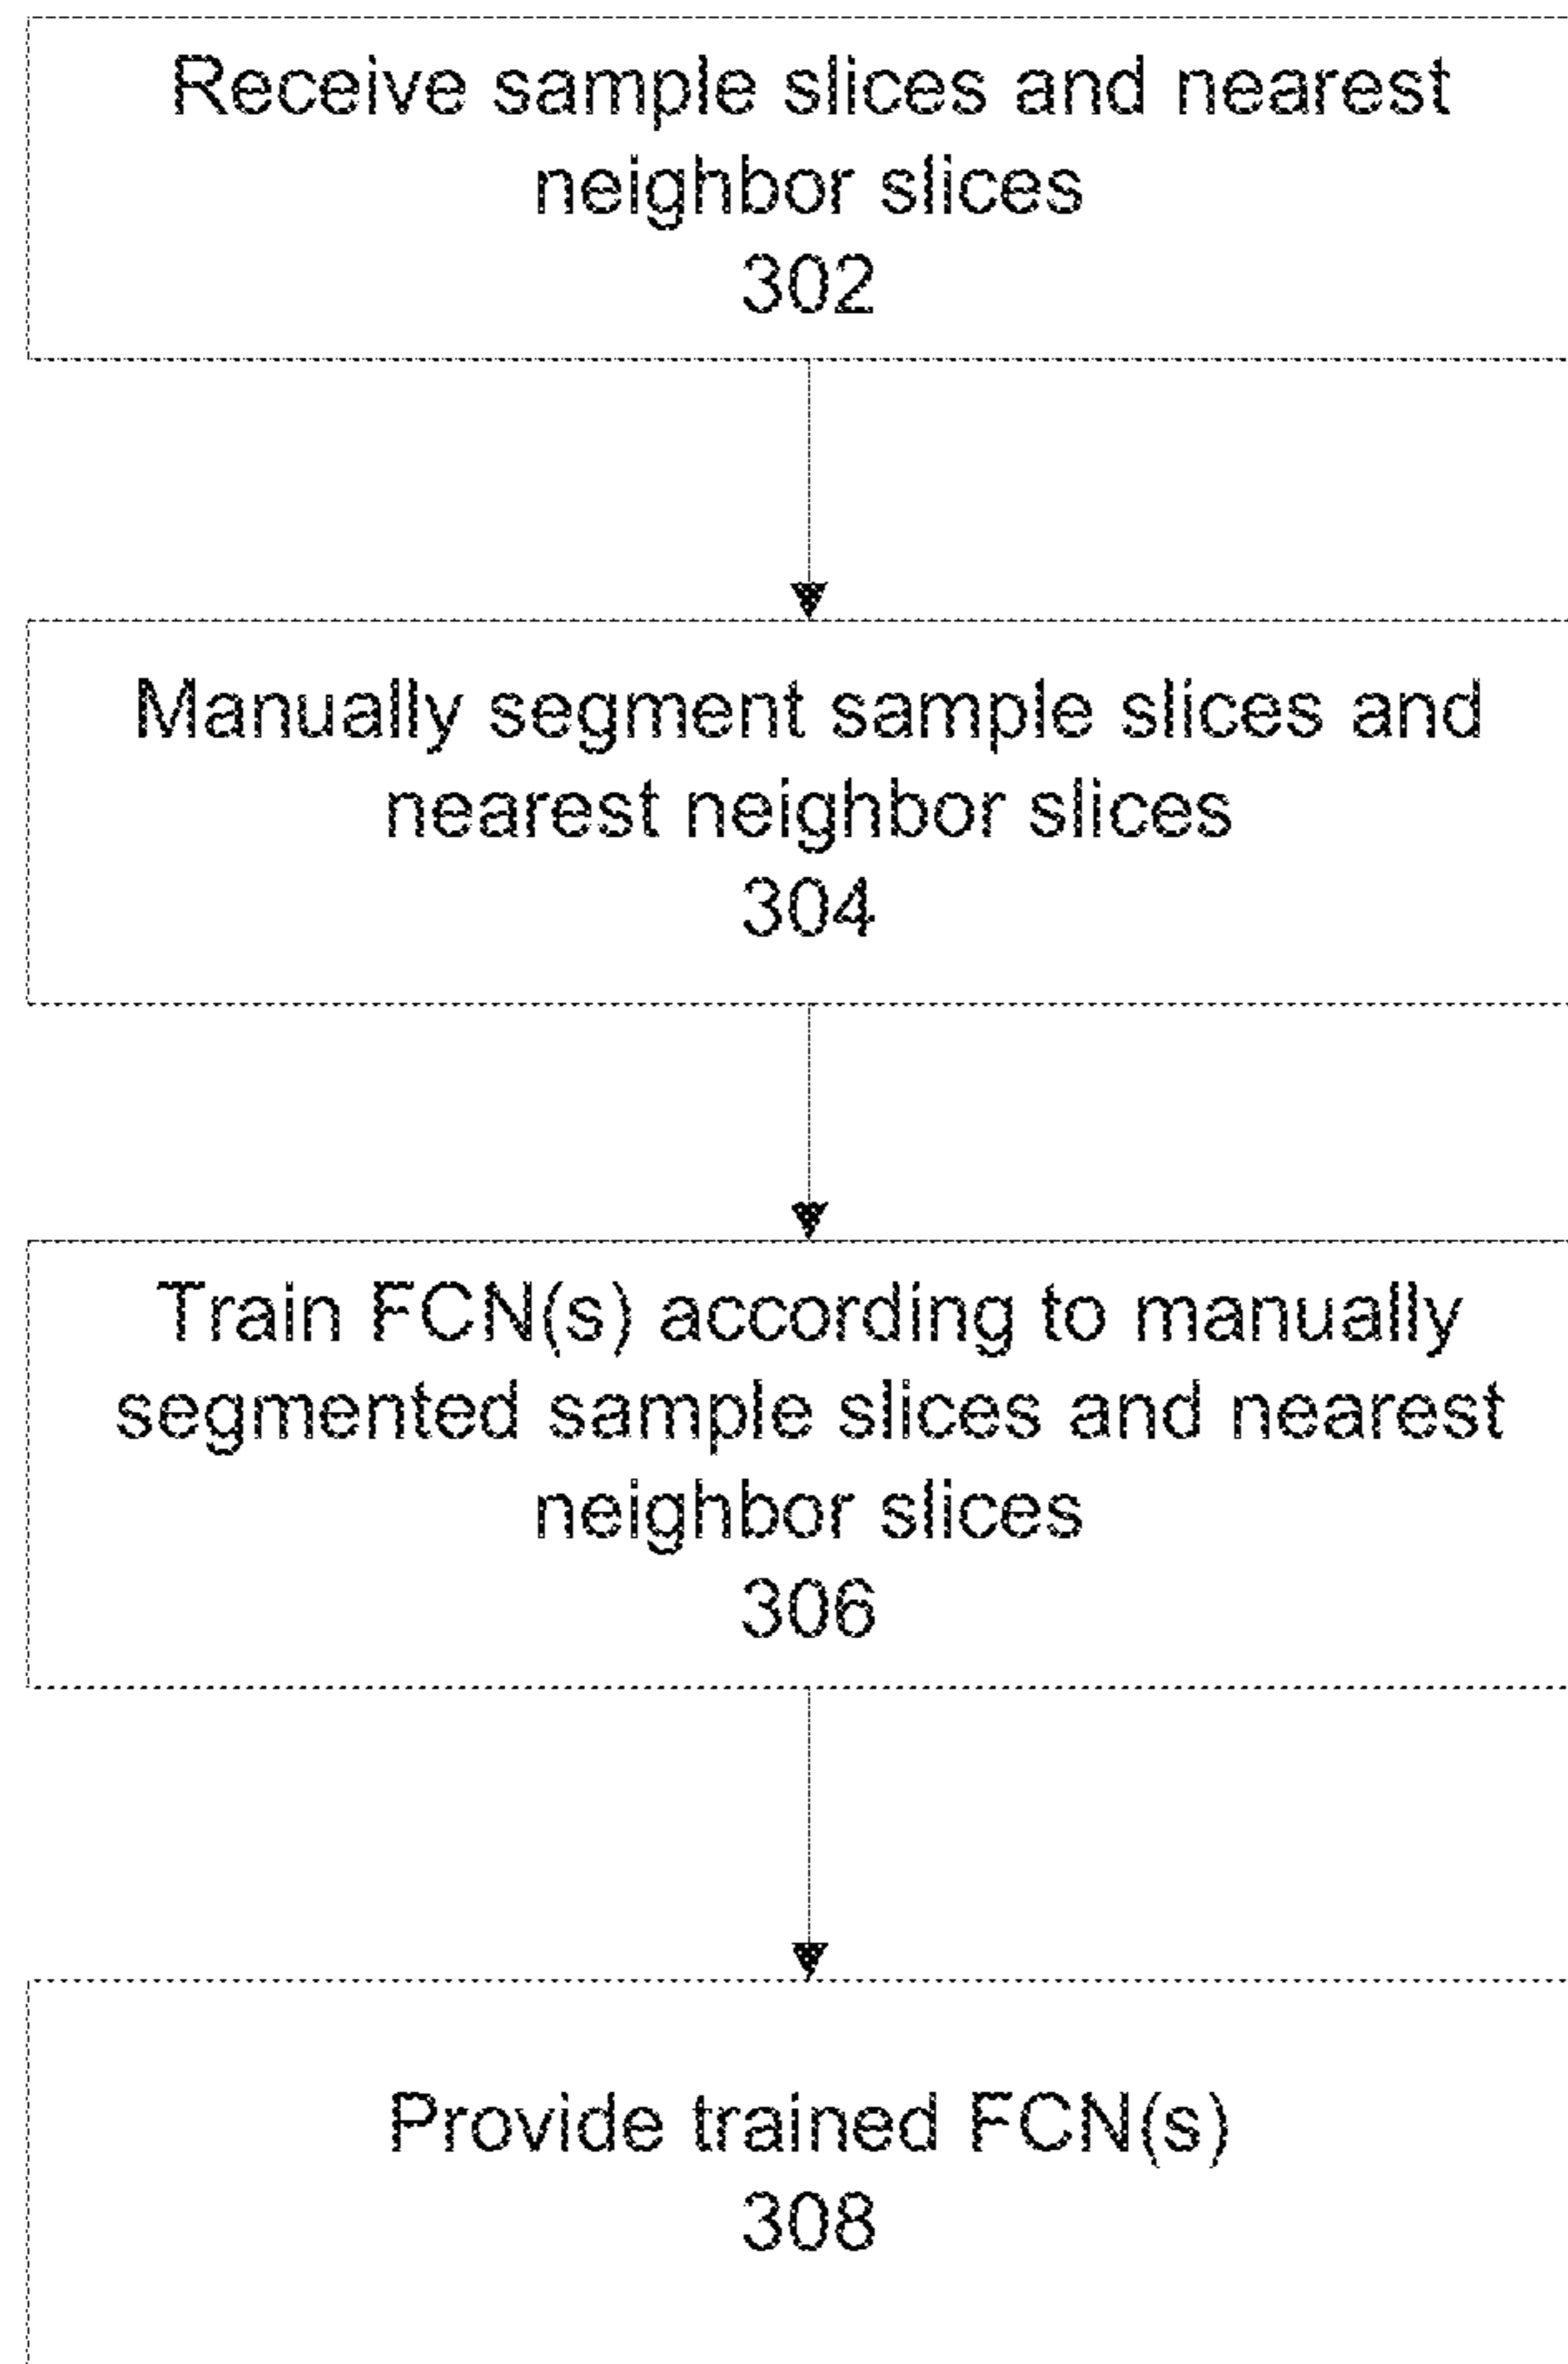 Receive sample slices and nearest
neighbor slices
302
Manually segment sample slices and
nearest neighbor slices
304
Train FCN(s) according to manually
segmented sample slices and nearest
neighbor slices
306
Provide trained FCN(s)
308